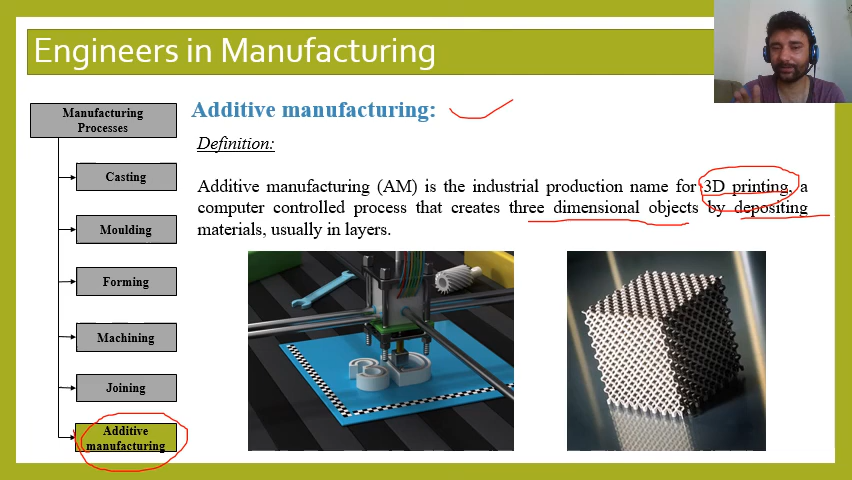 Engineers in Manufacturing
Manufacturing
Processes
Casting
Moulding
Forming
Machining
Joining
Additive
manufacturing
Additive manufacturing:
Definition:
Additive manufacturing (AM) is the industrial production name for 3D printing, a
computer controlled process that creates three dimensional objects by depositing
materials, usually in layers.